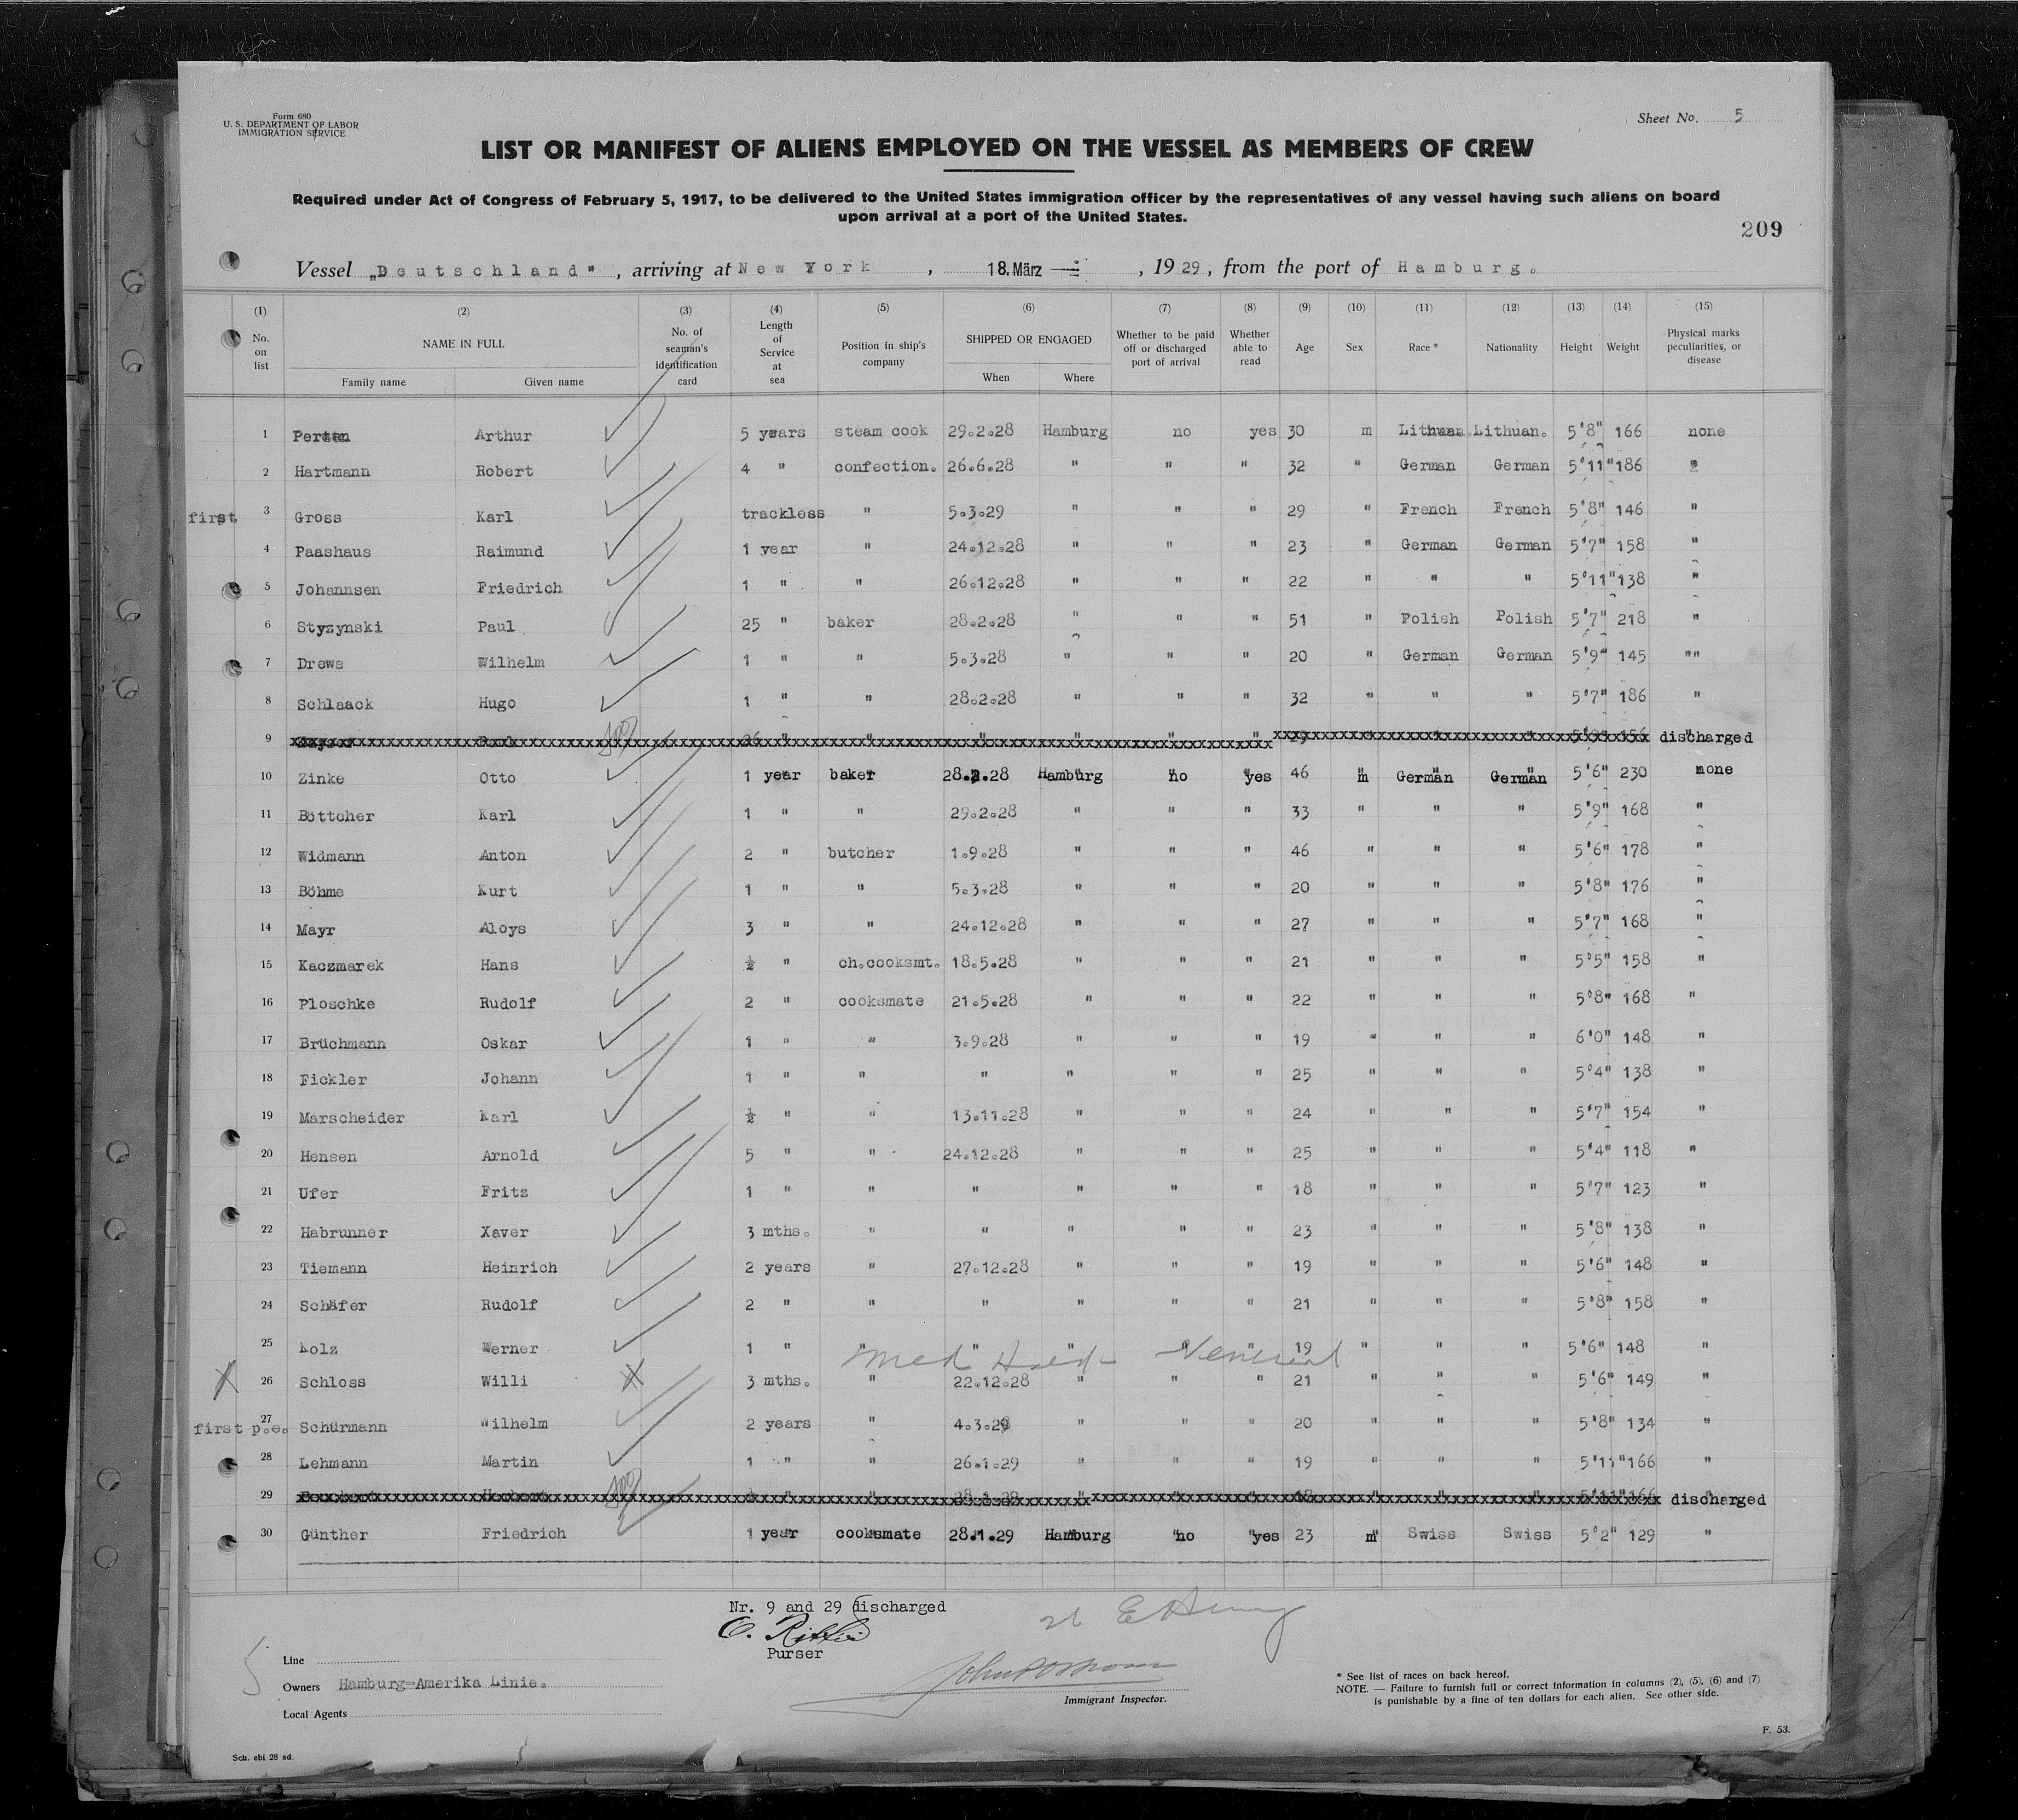 Form 680
U. S. DEPARTMENT OF LABOR
IMMIGRATION SERVICE
Sheet No. 5
LIST OR MANIFEST OF ALIENS EMPLOYED ON THE VESSEL AS MEMBERS OF CREW
Required under Act of Congress of February 5, 1917, to be delivered to the United States immigration officer by the representatives of any vessel having such aliens on board
upon arrival at a port of the United States.
209
Vessel „Deutschland", arriving at New York, 18. März, 1929, from the port of Hamburg.
(1) (2) (3) (4) (5) (6) (7) (8) (9) (10) (11) (12) (13) (14) (15)
No. on list NAME IN FULL Family name Given name No. of seaman's identification card Length of Service at sea Position in ship's company SHIPPED OR ENGAGED When Where Whether to be paid off or discharged port of arrival Whether able to read Age Sex Race * Nationality Height Weight Physical marks peculiarities, or disease
1 Arthur 5 years steam cook 29.2.28 Hamburg no yes 30 m Lithuan. 5'8" 166 none
2 Hartmann Robert 4 " confection. 26.6.28 " " " 32 " German German 5'11" 186 "
first 3 Gross Karl trackless " 5.3.29 " " " 29 " French French 5'8" 146 "
4 Paashaus Raimund 1 year " 24.12.28 " " " 23 " German German 5'7" 158 "
5 Johannsen Friedrich 1 " " 26.12.28 " " " 22 " " " 5'11" 138 "
6 Styzynski Paul 25 " baker 28.2.28 " " " 51 " Polish Polish 5'7" 218 "
7 Drews Wilhelm 1 " " 5.3.28 " " " 20 " German German 5'9" 145 ""
8 Schlaack Hugo 1 " " 28.2.28 " " " 32 " " " 5'7" 186 "
9 discharged
10 Zinke Otto 1 year baker 28.2.28 Hamburg no yes 46 m German German 5'6" 230 none
11 Böttcher Karl 1 " " 29.2.28 " " " 33 " " " 5'9" 168 "
12 Widmann Anton 2 " butcher 1.9.28 " " " 46 " " " 5'6" 178 "
13 Böhme Kurt 1 " " 5.3.28 " " " 20 " " " 5'8" 176 "
14 Mayr Aloys 3 " " 24.12.28 " " " 27 " " " 5'7" 168 "
15 Kaczmarek Hans ½ " ch.cooksmt. 18.5.28 " " " 21 " " " 5'5" 158 "
16 Ploschke Rudolf 2 " cooksmate 21.5.28 " " " 22 " " " 5'8" 168 "
17 Brüchmann Oskar 1 " " 3.9.28 " " " 19 " " " 6'0" 148 "
18 Fickler Johann 1 " " " " " " 25 " " " 5'4" 138 "
19 Marscheider Karl ½ " " 13.11.28 " " " 24 " " " 5'7" 154 "
20 Hensen Arnold 5 " " 24.12.28 " " " 25 " " " 5'4" 118 "
21 Ufer Fritz 1 " " " " " " 18 " " " 5'7" 123 "
22 Habrunner Xaver 3 mths. " " " " " 23 " " " 5'8" 138 "
23 Tiemann Heinrich 2 years " 27.12.28 " " " 19 " " " 5'6" 148 "
24 Schäfer Rudolf 2 " " " " " " 21 " " " 5'8" 158 "
25 Kolz Werner 1 " " " " " " 19 " " " 5'6" 148 "
Med Held - Venereal
26 Schloss Willi 3 mths. " 22.12.28 " " " 21 " " " 5'6" 149 "
first p.e. 27 Schürmann Wilhelm 2 years " 4.3.29 " " " 20 " " " 5'8" 134 "
28 Lehmann Martin 1 " " 26.1.29 " " " 19 " " " 5'11" 166 "
29 discharged
30 Günther Friedrich 1 year cooksmate 28.1.29 Hamburg no yes 23 m Swiss Swiss 5'2" 129 "
Nr. 9 and 29 discharged
Purser
Line
Owners Hamburg-Amerika Linie.
Local Agents
Immigrant Inspector.
* See list of races on back hereof.
NOTE. — Failure to furnish full or correct information in columns (2), (5), (6) and (7)
is punishable by a fine of ten dollars for each alien. See other side.
F. 53.
Sch. ebi 28 ad.